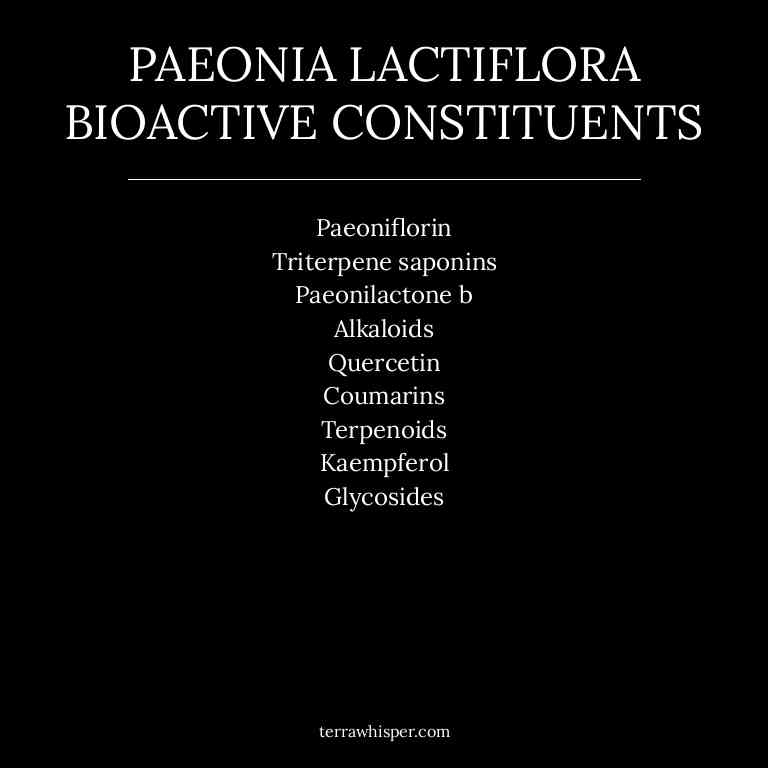 PAEONIA LACTIFLORA
BIOACTIVE CONSTITUENTS
Paeoniflorin
Triterpene saponins
Paeonilactone b
Alkaloids
Quercetin
Coumarins
Terpenoids
Kaempferol
Glycosides
terrawhisper.com